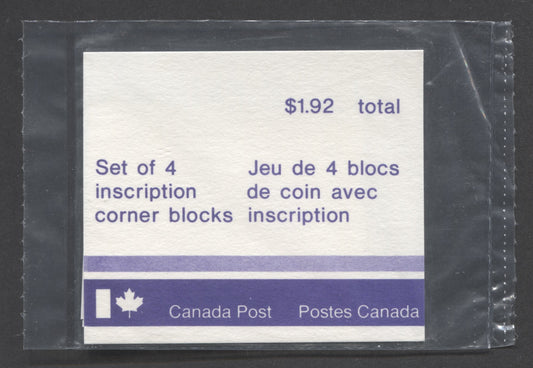 $1.92 total
Set of 4 Jeu de 4 blocs
inscription de coin avec
corner blocks inscription
Canada Post Postes Canada